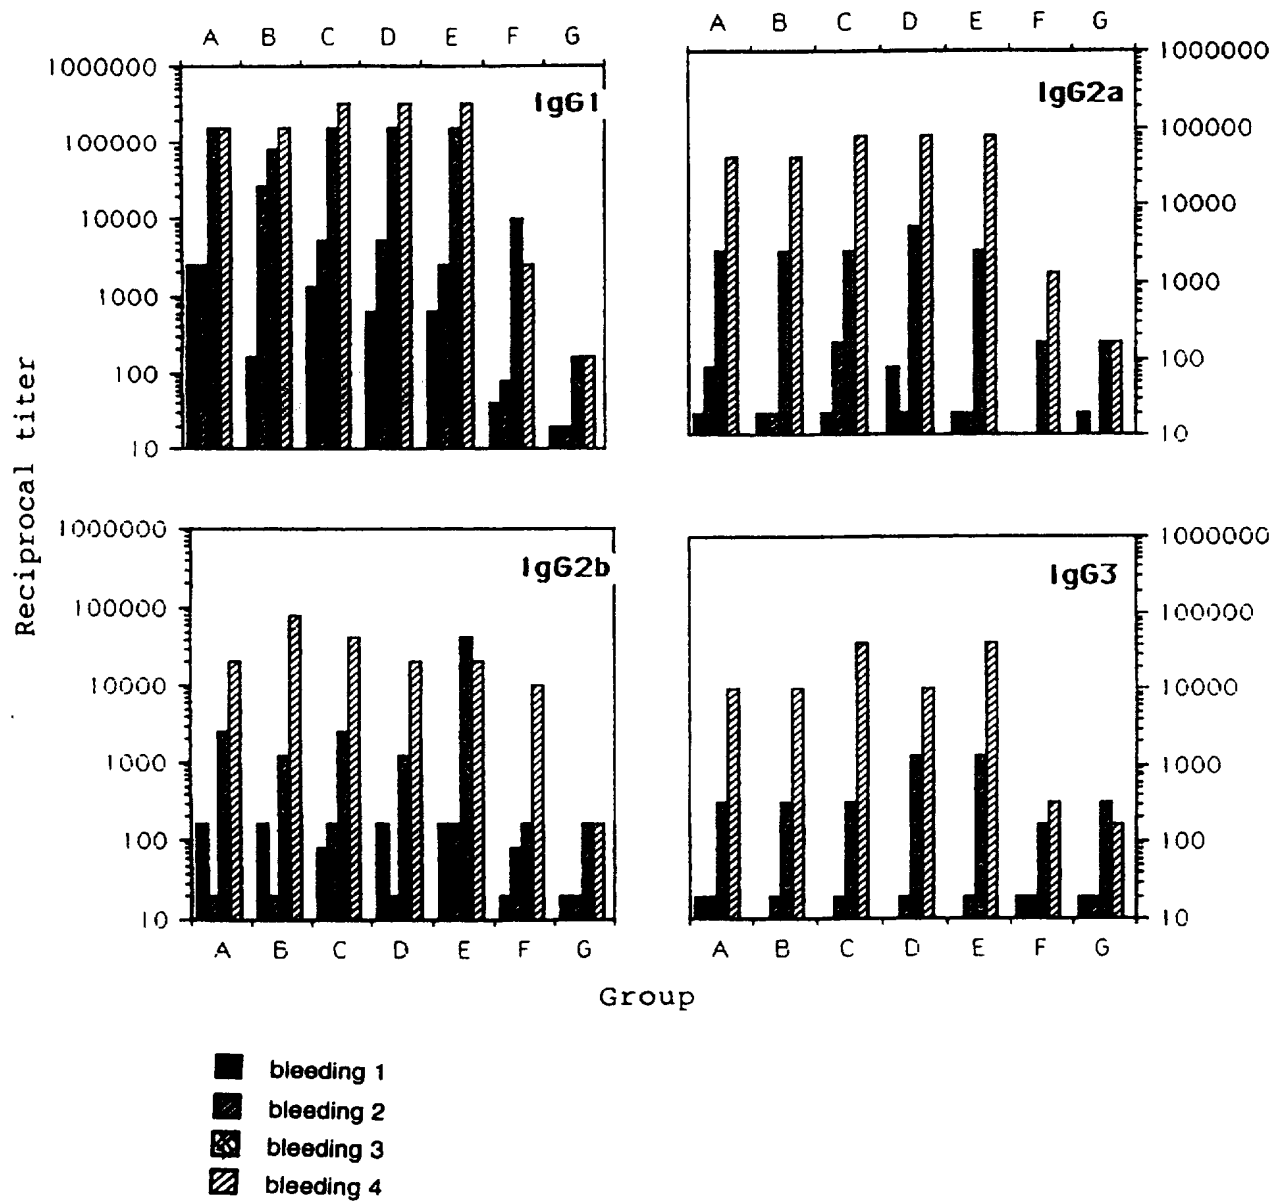 A B C D E F G
1000000
100000
10000
1000
100
10
IgG1
A B C D E F G
IgG2a
1000000
100000
10000
1000
100
10
Reciprocal titer
1000000
100000
10000
1000
100
10
IgG2b
A B C D E F G
IgG3
1000000
100000
10000
1000
100
10
A B C D E F G
Group
bleeding 1
bleeding 2
bleeding 3
bleeding 4